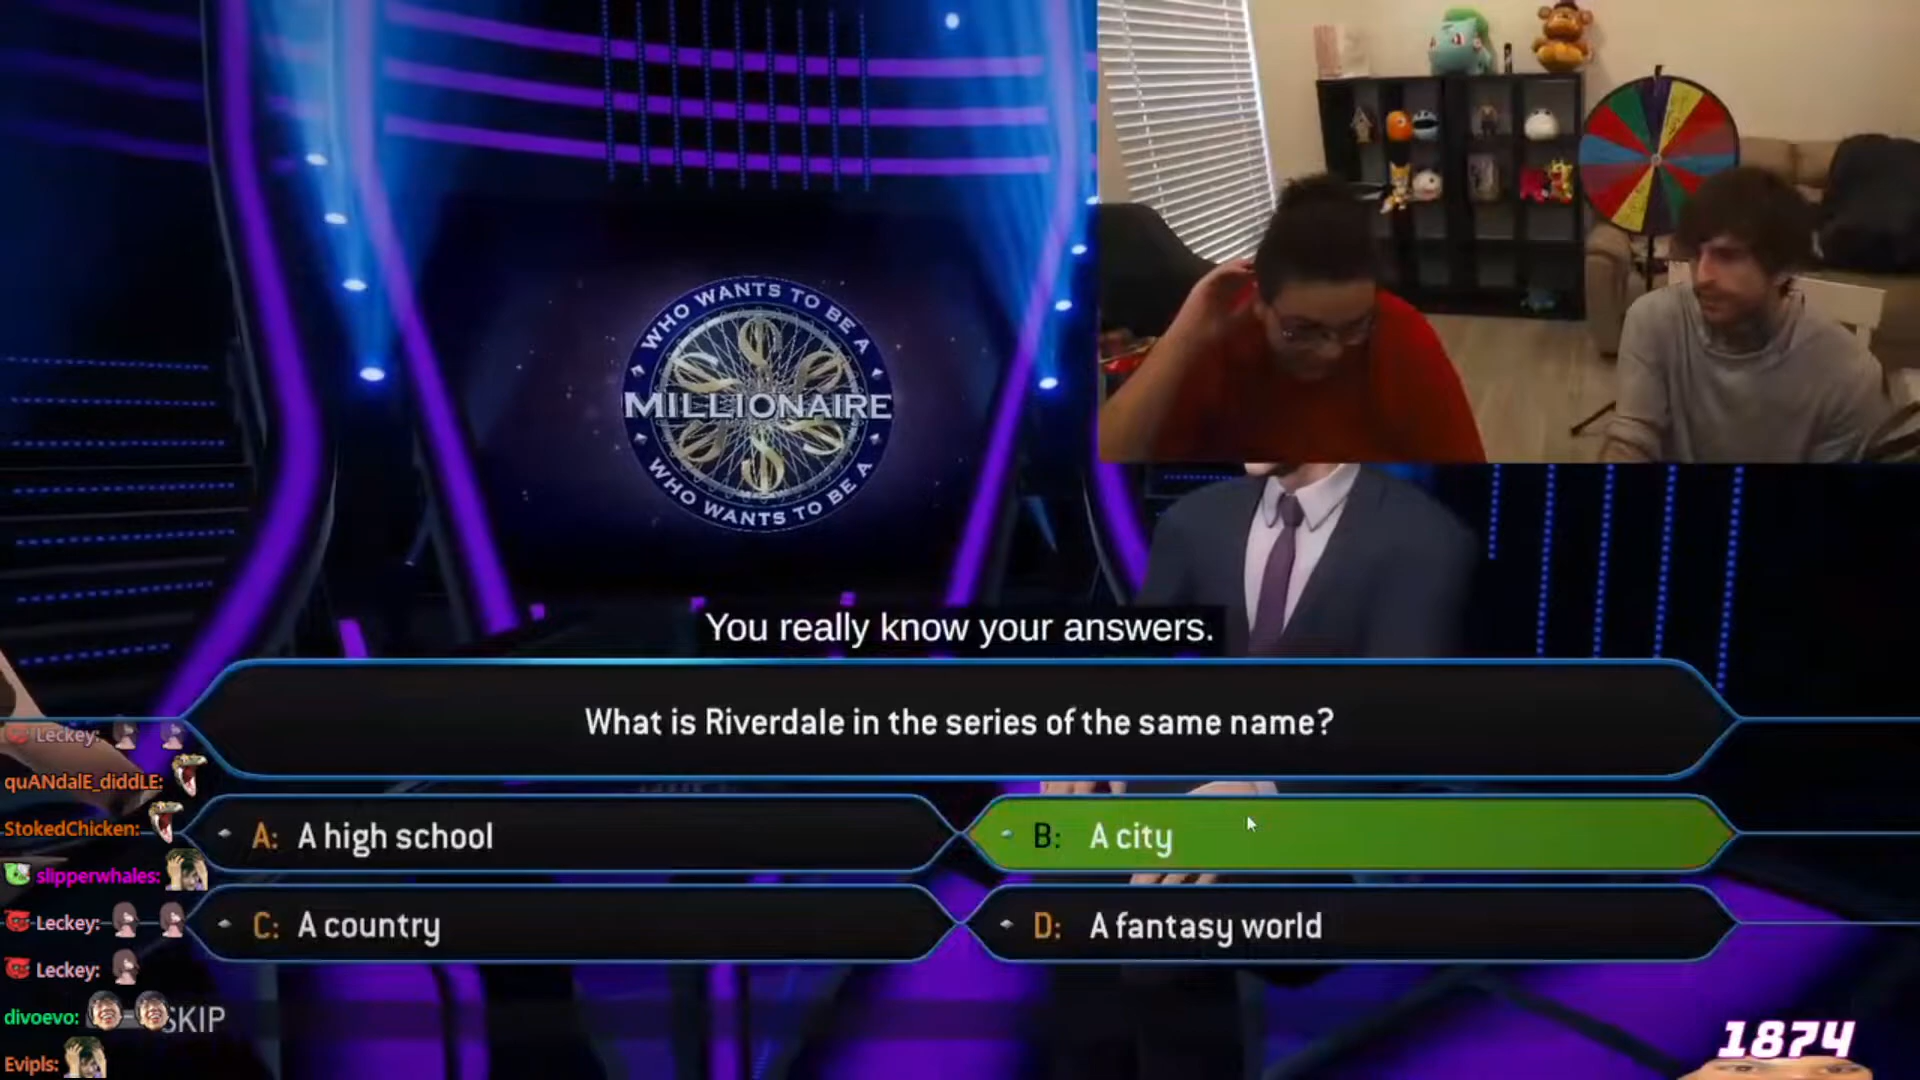 WHO WANTS TO BE A
MILLIONAIRE
WHO WANTS TO BE A
You really know your answers.
What is Riverdale in the series of the same name?
A: A high school
B: A city
C: A country
D: A fantasy world
Leckey:
quANdalE_diddLE:
StokedChicken:
slipperwhales:
Leckey:
Leckey:
divoevo:
SKIP
Evipls:
1874